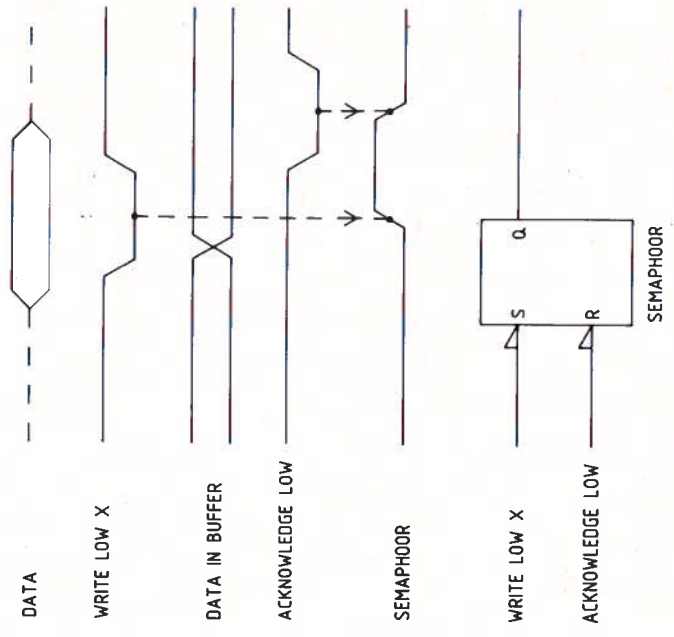 DATA
WRITE LOW X
DATA IN BUFFER
ACKNOWLEDGE LOW
SEMAPHOOR
WRITE LOW X
S
Q
ACKNOWLEDGE LOW
R
SEMAPHOOR